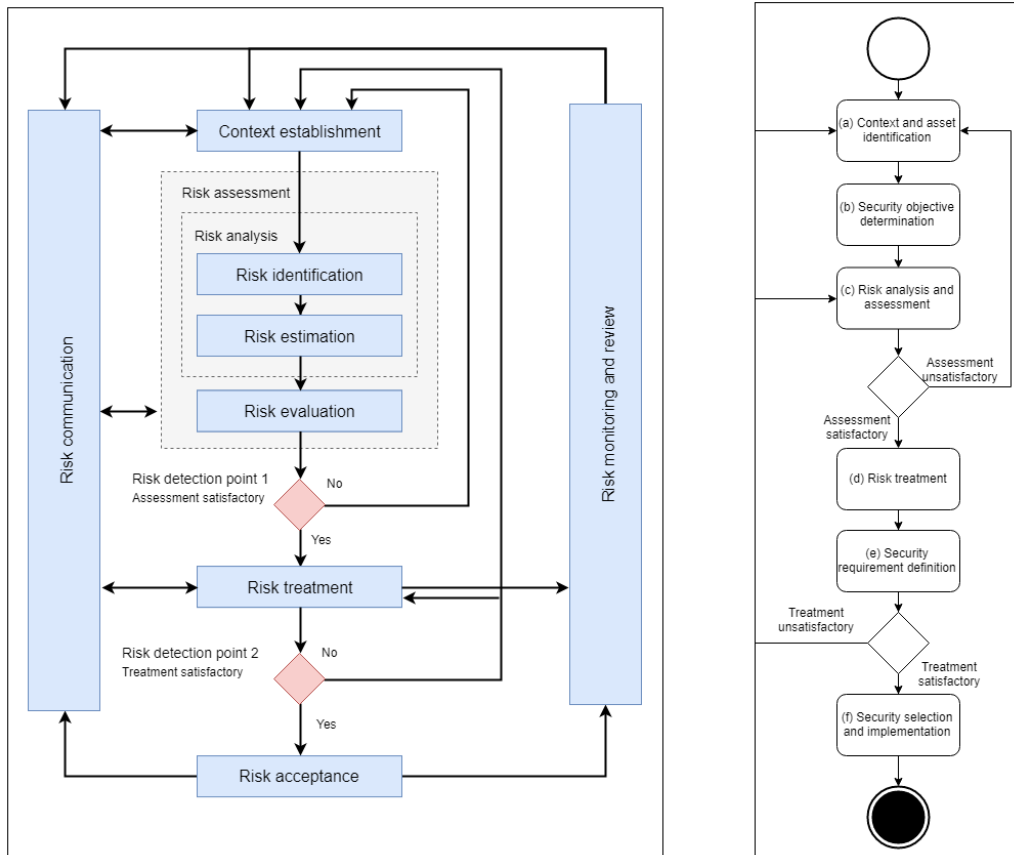 Context establishment
Risk assessment
Risk analysis
Risk identification
Risk estimation
Risk evaluation
Risk communication
Risk monitoring and review
Risk detection point 1
Assessment satisfactory
No
Yes
Risk treatment
Risk detection point 2
Treatment satisfactory
No
Yes
Risk acceptance
(a) Context and asset
identification
(b) Security objective
determination
(c) Risk analysis and
assessment
Assessment
unsatisfactory
Assessment
satisfactory
(d) Risk treatment
(e) Security
requirement definition
Treatment
unsatisfactory
Treatment
satisfactory
(f) Security selection
and implementation